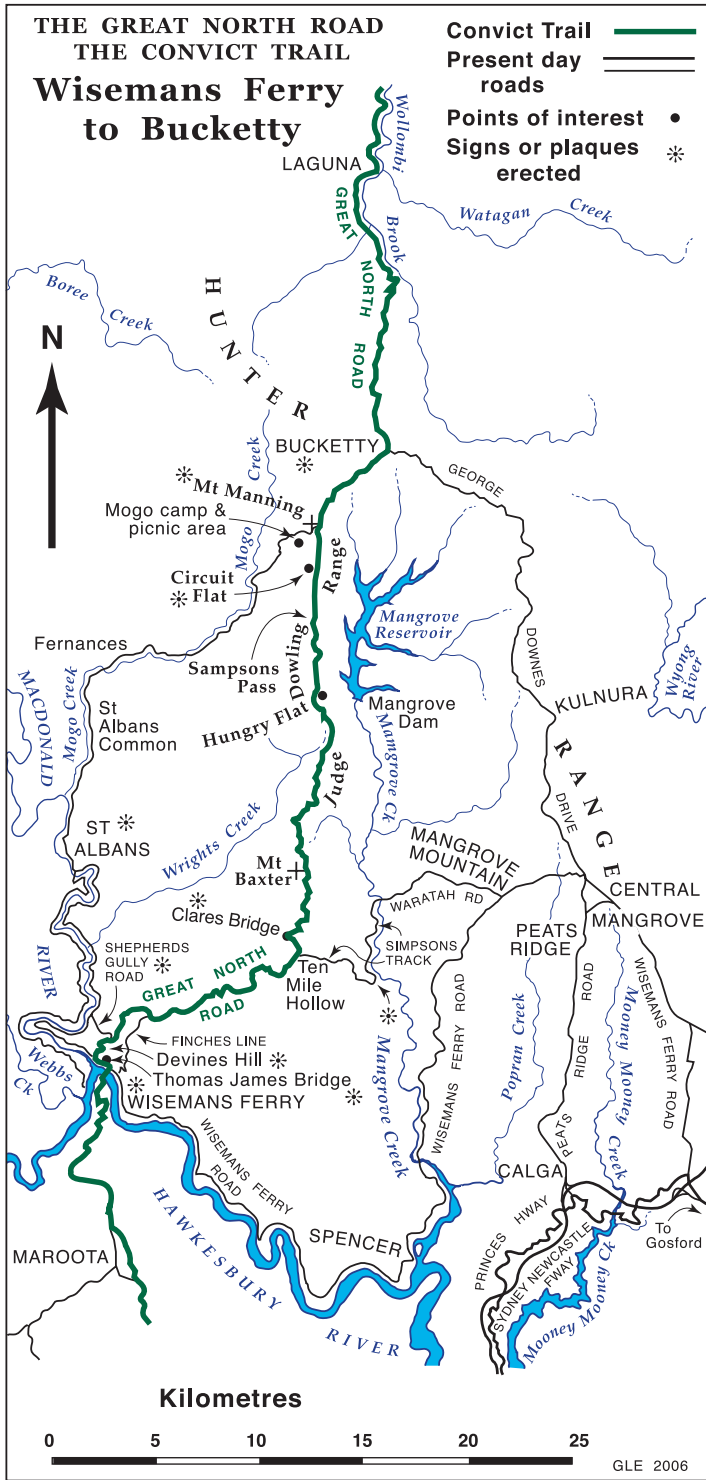 THE GREAT NORTH ROAD
THE CONVICT TRAIL
Wisemans Ferry
to Bucketty
Convict Trail
Present day
roads
Points of interest
Signs or plaques
erected
Wollombi
Brook
LAGUNA
Watagan Creek
GREAT NORTH ROAD
Boree Creek
HUNTER
N
BUCKETTY
GEORGE
Mt Manning
Mogo camp &
picnic area
Mogo Creek
Circuit
Flat
Range
Mangrove
Reservoir
DOWNES
Wyong
River
Fernances
Sampsons
Pass
Dowling
KULNURA
MACDONALD
Mogo Creek
St
Albans
Common
Hungry Flat
Mangrove
Dam
Mamgrove Ck
RANGE
Judge
DRIVE
ST
ALBANS
Wrights Creek
Mt
Baxter
MANGROVE
MOUNTAIN
CENTRAL
MANGROVE
WARATAH RD
Clares Bridge
PEATS
RIDGE
RIVER
SHEPHERDS
GULLY
ROAD
GREAT NORTH
ROAD
Ten
Mile
Hollow
SIMPSONS
TRACK
WISEMANS FERRY ROAD
Popran Creek
PEATS RIDGE ROAD
Mooney Mooney Creek
WISEMANS FERRY ROAD
FINCHES LINE
Devines Hill
Thomas James Bridge
WISEMANS FERRY
Webbs
Ck
Mangrove Creek
WISEMANS FERRY
ROAD
CALGA
To
Gosford
SPENCER
PRINCES HWAY
SYDNEY NEWCASTLE
FWAY
Mooney Mooney Ck
MAROOTA
HAWKESBURY
RIVER
Kilometres
0 5 10 15 20 25
GLE 2006